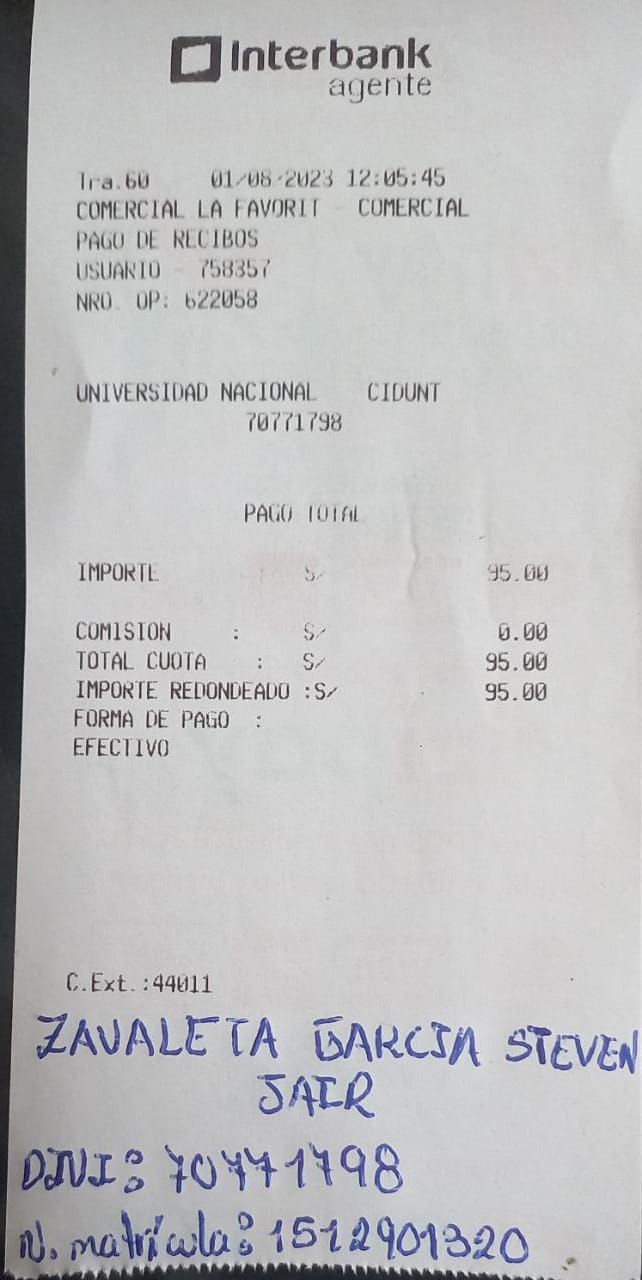 Interbank
agente
Tra.60 01/08/2023 12:05:45
COMERCIAL LA FAVORIT - COMERCIAL
PAGO DE RECIBOS
USUARIO - 758357
NRO. OP: 622058
UNIVERSIDAD NACIONAL CIDUNT
70771798
PAGO TOTAL
IMPORTE S/ 95.00
COMISION : S/ 0.00
TOTAL CUOTA : S/ 95.00
IMPORTE REDONDEADO :S/ 95.00
FORMA DE PAGO :
EFECTIVO
C.Ext.:44011
ZAVALETA GARCIA STEVEN
JAIR
DNI: 70771798
N. matrícula: 1512901320